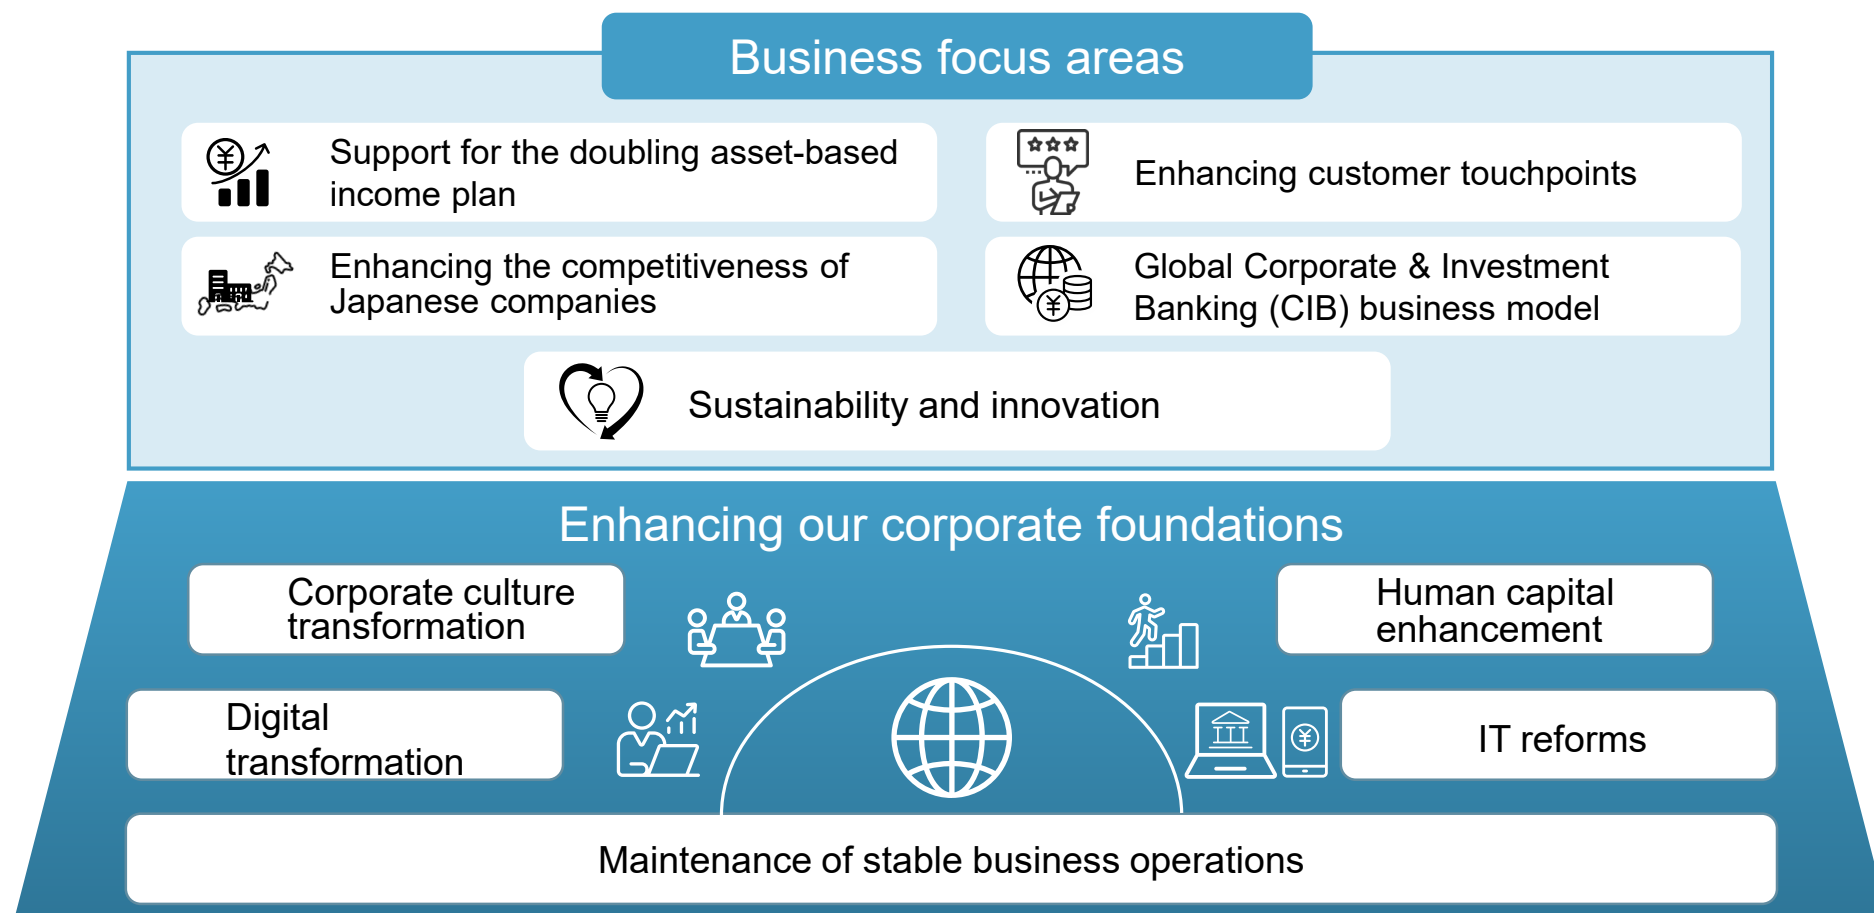 Business focus areas
Support for the doubling asset-based
income plan
Enhancing customer touchpoints
Enhancing the competitiveness of
Japanese companies
Global Corporate & Investment
Banking (CIB) business model
Sustainability and innovation
Enhancing our corporate foundations
Corporate culture
transformation
Human capital
enhancement
Digital
transformation
IT reforms
Maintenance of stable business operations